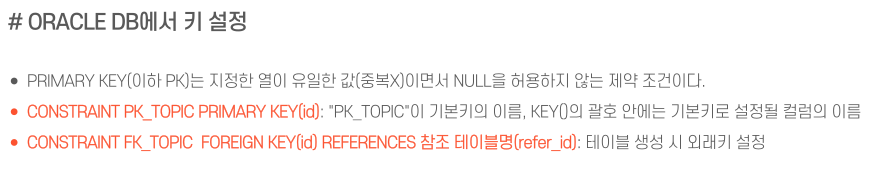 # ORACLE DB에서 키 설정
● PRIMARY KEY(이하 PK)는 지정한 열이 유일한 값(중복X)이면서 NULL을 허용하지 않는 제약 조건이다.
● CONSTRAINT PK_TOPIC PRIMARY KEY(id): "PK_TOPIC"이 기본키의 이름, KEY()의 괄호 안에는 기본키로 설정될 컬럼의 이름
● CONSTRAINT FK_TOPIC  FOREIGN KEY(id) REFERENCES 참조 테이블명(refer_id): 테이블 생성 시 외래키 설정